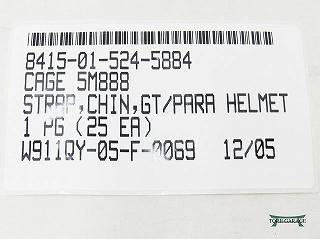 8415-01-524-5884
CAGE 5M888
STRAP,CHIN,GT/PARA HELMET
1 PG (25 EA)
W911QY-05-F-0069 12/05